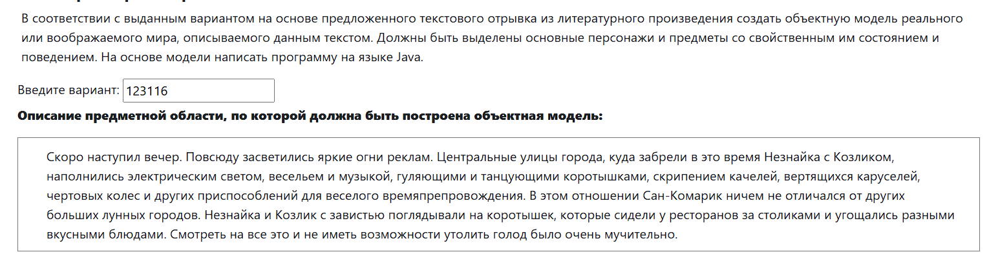 В соответствии с выданным вариантом на основе предложенного текстового отрывка из литературного произведения создать объектную модель реального
или воображаемого мира, описываемого данным текстом. Должны быть выделены основные персонажи и предметы со свойственным им состоянием и
поведением. На основе модели написать программу на языке Java.
Введите вариант: 123116
Описание предметной области, по которой должна быть построена объектная модель:
Скоро наступил вечер. Повсюду засветились яркие огни реклам. Центральные улицы города, куда забрели в это время Незнайка с Козликом,
наполнились электрическим светом, весельем и музыкой, гуляющими и танцующими коротышками, скрипением качелей, вертящихся каруселей,
чертовых колес и других приспособлений для веселого времяпрепровождения. В этом отношении Сан-Комарик ничем не отличался от других
больших лунных городов. Незнайка и Козлик с завистью поглядывали на коротышек, которые сидели у ресторанов за столиками и угощались разными
вкусными блюдами. Смотреть на все это и не иметь возможности утолить голод было очень мучительно.